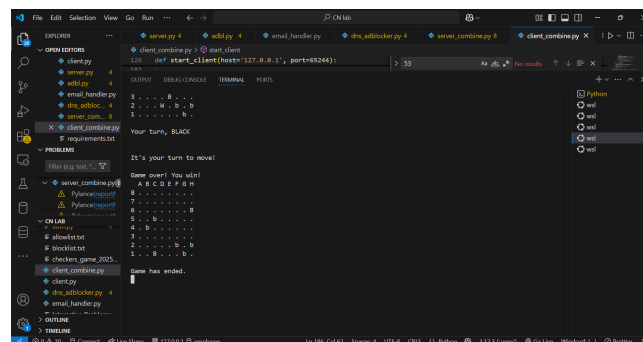 File Edit Selection View Go Run ...
CN lab
EXPLORER
server.py 4
adbl.py 4
email_handler.py
dns_adblocker.py 4
server_combine.py 8
client_combine.py
OPEN EDITORS
client.py
server.py 4
adbl.py 4
email_handler.py
dns_adbloc... 4
server_com... 8
client_combine.py
requirements.txt
PROBLEMS
Filter (e.g. text, "...
server_combine.py
CN LAB
allowlist.txt
blocklist.txt
checkers_game_2025...
client_combine.py
client.py
dns_adblocker.py 4
email_handler.py
OUTLINE
TIMELINE
client_combine.py > start_client
126 def start_client(host='127.0.0.1', port=65244):
53
No results
OUTPUT DEBUG CONSOLE TERMINAL PORTS
3 . . . . B . . .
2 . . . W . b . b
1 . . . . . . b .
Your turn, BLACK
It's your turn to move!
Game over! You win!
A B C D E F G H
8 . . . . . . . .
7 . . . . . . . .
6 . . . . . . . B
5 . . b . . . . .
4 . b . . . . . .
3 . . . . . . . .
2 . . . . . b . b
1 . . B . . . b .
Game has ended.
Python
wsl
wsl
wsl
wsl